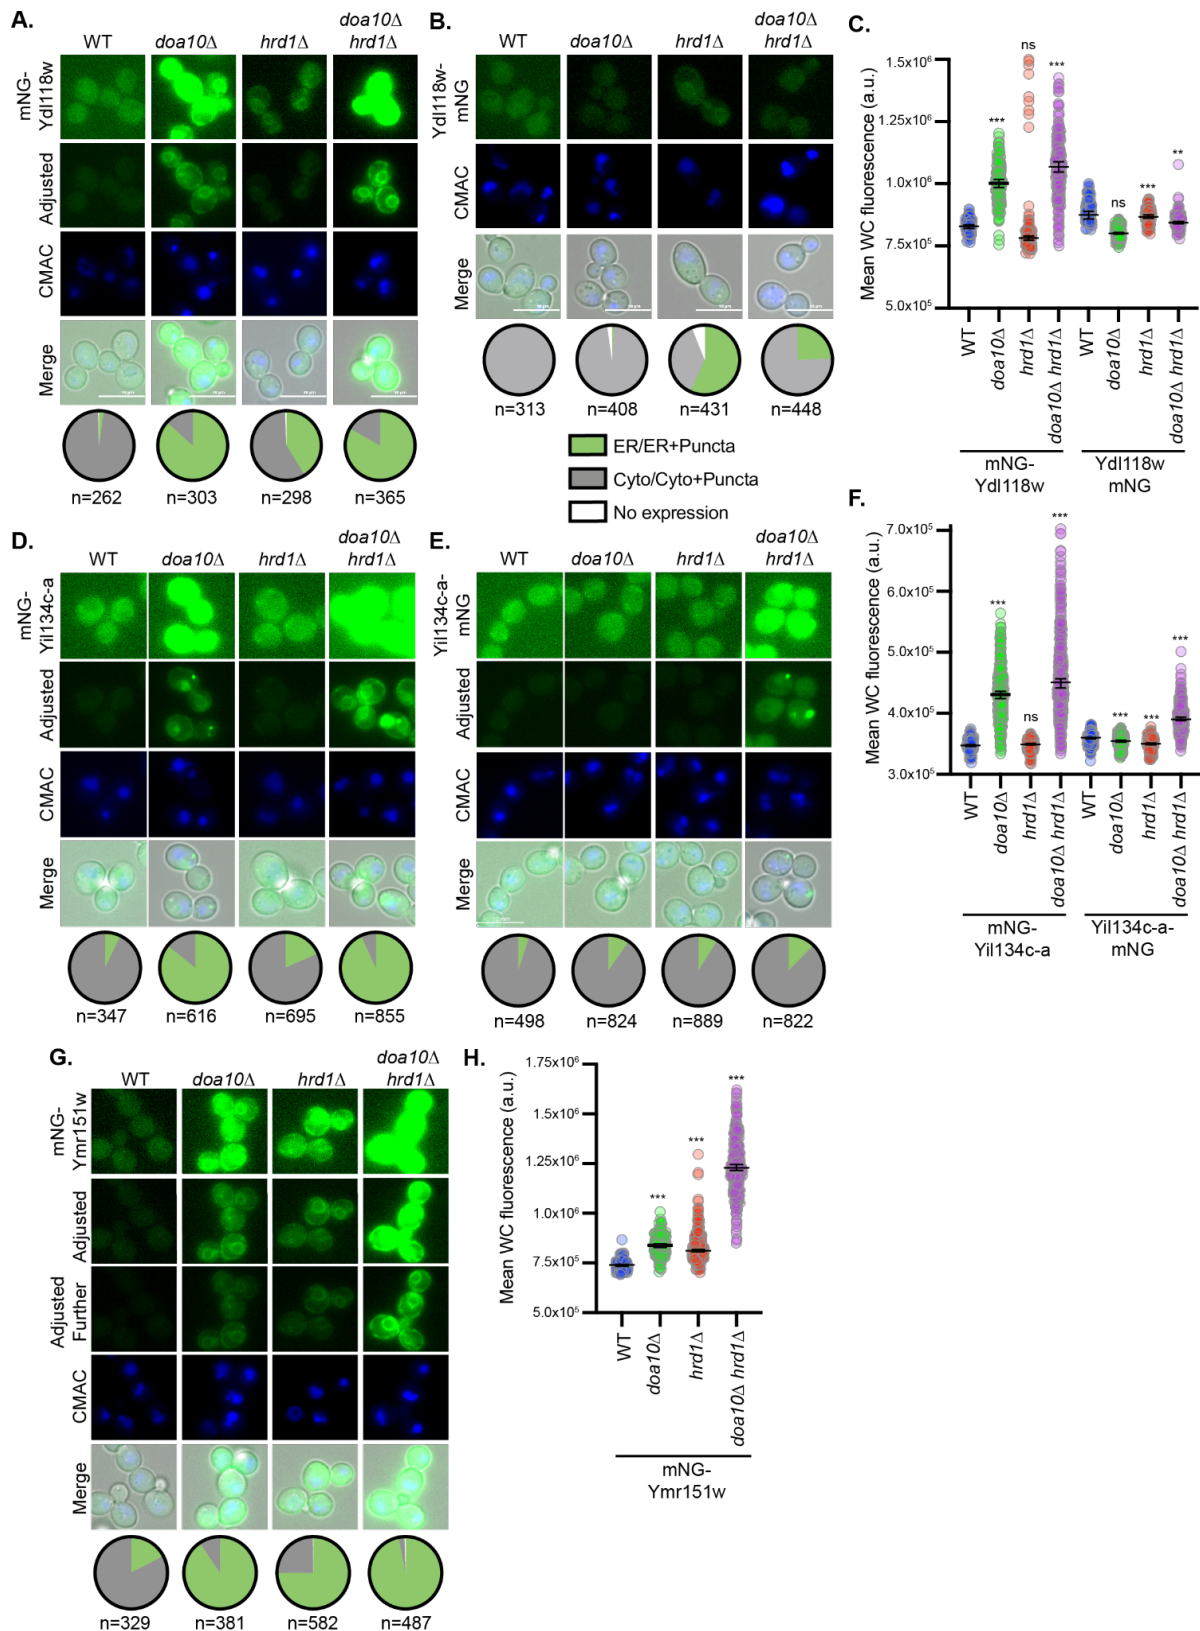 A.
WT
doa10Δ
hrd1Δ
doa10Δ
hrd1Δ
mNG-
Ydl118w
Adjusted
CMAC
Merge
n=262
n=303
n=298
n=365
B.
WT
doa10Δ
hrd1Δ
doa10Δ
hrd1Δ
Ydl118w-
mNG
CMAC
Merge
n=313
n=408
n=431
n=448
ER/ER+Puncta
Cyto/Cyto+Puncta
No expression
C.
Mean WC fluorescence (a.u.)
1.5x10⁶
1.25x10⁶
1.0x10⁶
7.5x10⁵
5.0x10⁵
***
ns
***
ns
***
**
WT
doa10Δ
hrd1Δ
doa10Δ hrd1Δ
WT
doa10Δ
hrd1Δ
doa10Δ hrd1Δ
mNG-
Ydl118w
Ydl118w
mNG
D.
WT
doa10Δ
hrd1Δ
doa10Δ
hrd1Δ
mNG-
Yil134c-a
Adjusted
CMAC
Merge
n=347
n=616
n=695
n=855
E.
WT
doa10Δ
hrd1Δ
doa10Δ
hrd1Δ
Yil134c-a-
mNG
Adjusted
CMAC
Merge
n=498
n=824
n=889
n=822
F.
Mean WC fluorescence (a.u.)
7.0x10⁵
6.0x10⁵
5.0x10⁵
4.0x10⁵
3.0x10⁵
***
ns
***
***
***
***
WT
doa10Δ
hrd1Δ
doa10Δ hrd1Δ
WT
doa10Δ
hrd1Δ
doa10Δ hrd1Δ
mNG-
Yil134c-a
Yil134c-a-
mNG
G.
WT
doa10Δ
hrd1Δ
doa10Δ
hrd1Δ
mNG-
Ymr151w
Adjusted
Adjusted
Further
CMAC
Merge
n=329
n=381
n=582
n=487
H.
Mean WC fluorescence (a.u.)
1.75x10⁶
1.5x10⁶
1.25x10⁶
1.0x10⁶
7.5x10⁵
5.0x10⁵
***
***
***
WT
doa10Δ
hrd1Δ
doa10Δ hrd1Δ
mNG-
Ymr151w